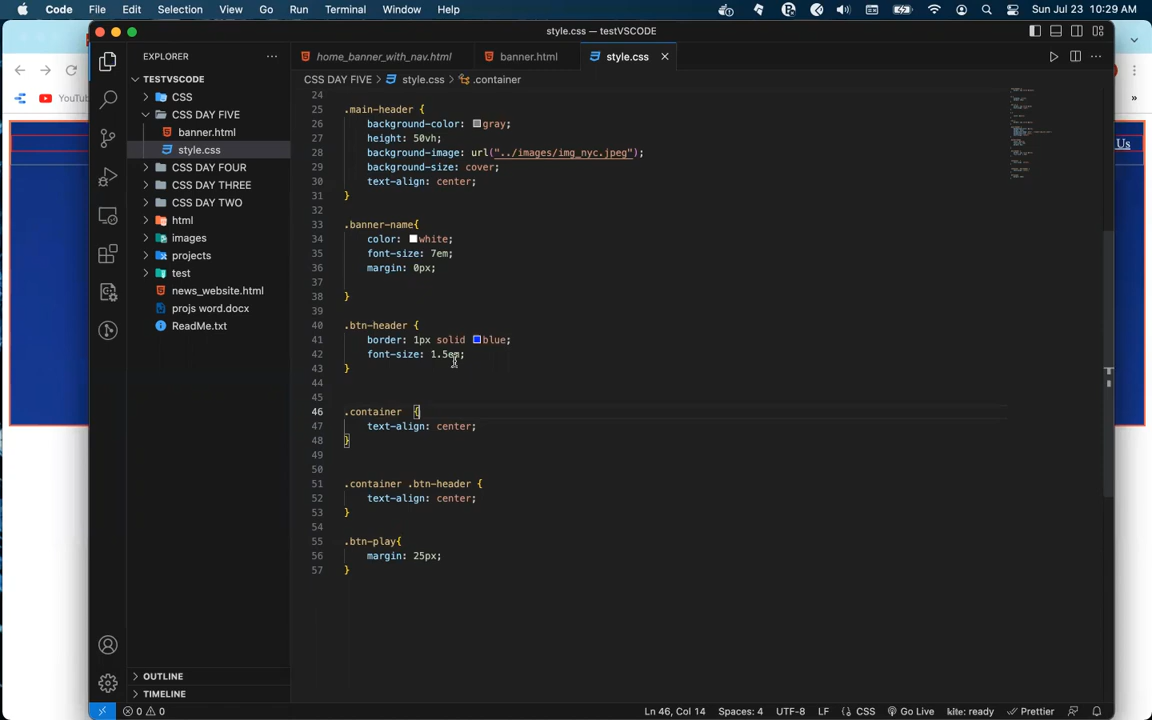 Code File Edit Selection View Go Run Terminal Window Help Sun Jul 23 10:29 AM
style.css — testVSCODE
EXPLORER
home_banner_with_nav.html banner.html style.css
TESTVSCODE
CSS DAY FIVE > style.css > .container
CSS
CSS DAY FIVE
banner.html
style.css
CSS DAY FOUR
CSS DAY THREE
CSS DAY TWO
html
images
projects
test
news_website.html
projs word.docx
ReadMe.txt
OUTLINE
TIMELINE
24
25 .main-header {
26 background-color: gray;
27 height: 50vh;
28 background-image: url("../images/img_nyc.jpeg");
29 background-size: cover;
30 text-align: center;
31 }
32
33 .banner-name{
34 color: white;
35 font-size: 7em;
36 margin: 0px;
37
38 }
39
40 .btn-header {
41 border: 1px solid blue;
42 font-size: 1.5em;
43 }
44
45
46 .container {
47 text-align: center;
48 }
49
50
51 .container .btn-header {
52 text-align: center;
53 }
54
55 .btn-play{
56 margin: 25px;
57 }
0 0 Ln 46, Col 14 Spaces: 4 UTF-8 LF {} CSS Go Live kite: ready Prettier
YouTub
Us